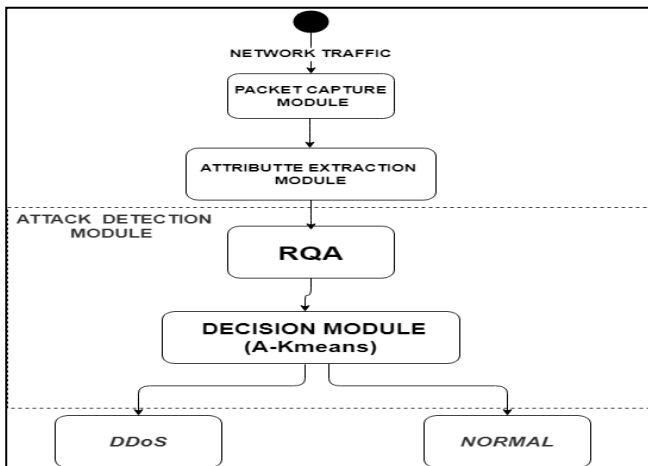 NETWORK TRAFFIC
PACKET CAPTURE
MODULE
ATTRIBUTTE EXTRACTION
MODULE
ATTACK DETECTION
MODULE
RQA
DECISION MODULE
(A-Kmeans)
DDoS
NORMAL